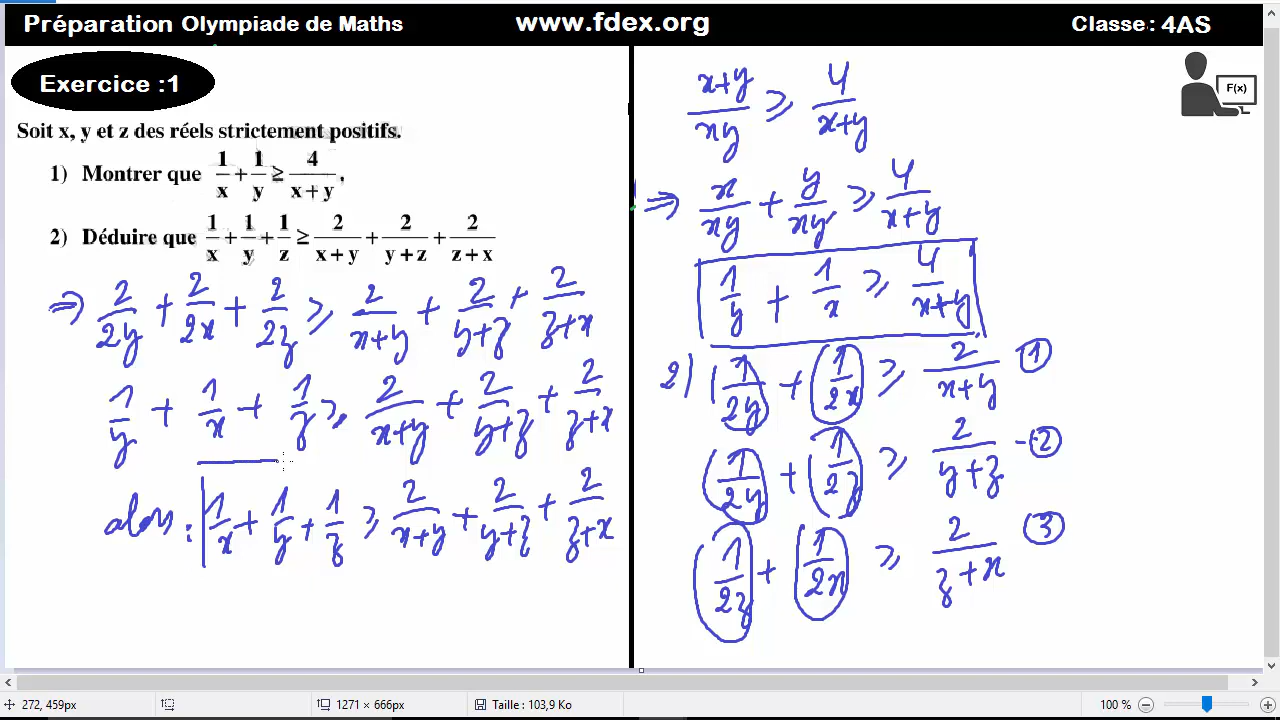 Préparation Olympiade de Maths
www.fdex.org
Classe : 4AS
Exercice :1
Soit x, y et z des réels strictement positifs.
1) Montrer que 1/x + 1/y ≥ 4/(x+y),
2) Déduire que 1/x + 1/y + 1/z ≥ 2/(x+y) + 2/(y+z) + 2/(z+x)
⇒ 2/2y + 2/2x + 2/2z ≥ 2/(x+y) + 2/(y+z) + 2/(z+x)
1/y + 1/x + 1/z ≥ 2/(x+y) + 2/(y+z) + 2/(z+x)
alors : 1/x + 1/y + 1/z ≥ 2/(x+y) + 2/(y+z) + 2/(z+x)
F(x)
(x+y)/xy ≥ 4/(x+y)
⇒ x/xy + y/xy ≥ 4/(x+y)
1/y + 1/x ≥ 4/(x+y)
2) 1/2y + 1/2x ≥ 2/(x+y) ①
1/2y + 1/2z ≥ 2/(y+z) - ②
1/2z + 1/2x ≥ 2/(z+x) ③
272, 459px
1271 × 666px
Taille : 103,9 Ko
100 %